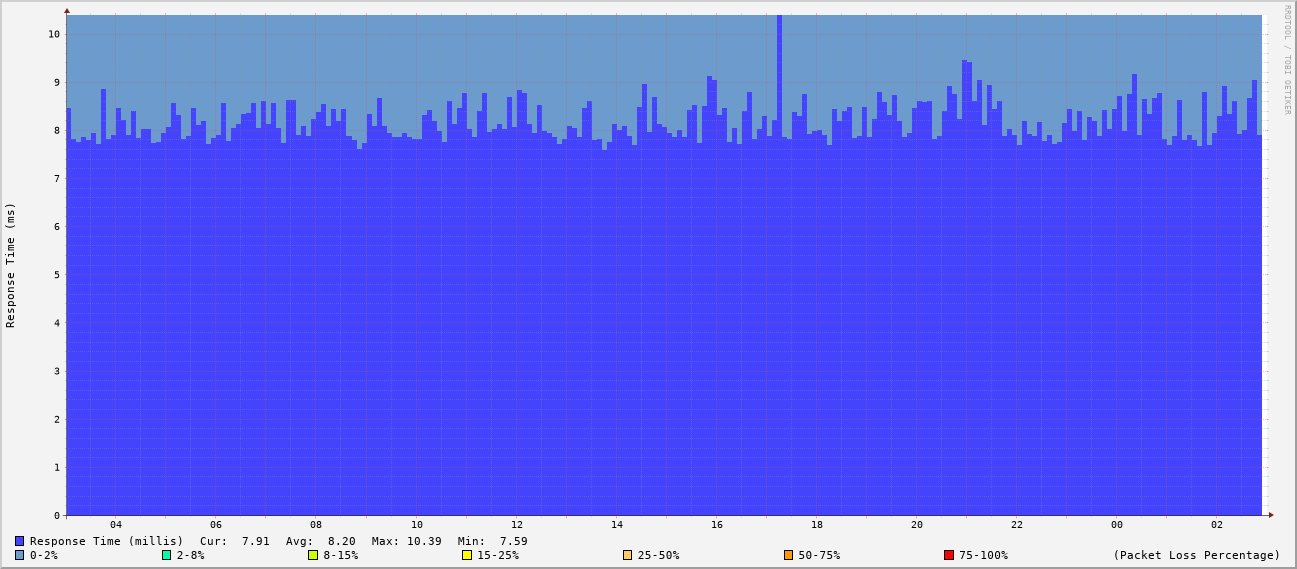 RRDTOOL / TOBI OETIKER
Response Time (ms)
10
9
8
7
6
5
4
3
2
1
0
04 06 08 10 12 14 16 18 20 22 00 02
Response Time (millis) Cur: 7.91 Avg: 8.20 Max: 10.39 Min: 7.59
0-2% 2-8% 8-15% 15-25% 25-50% 50-75% 75-100% (Packet Loss Percentage)